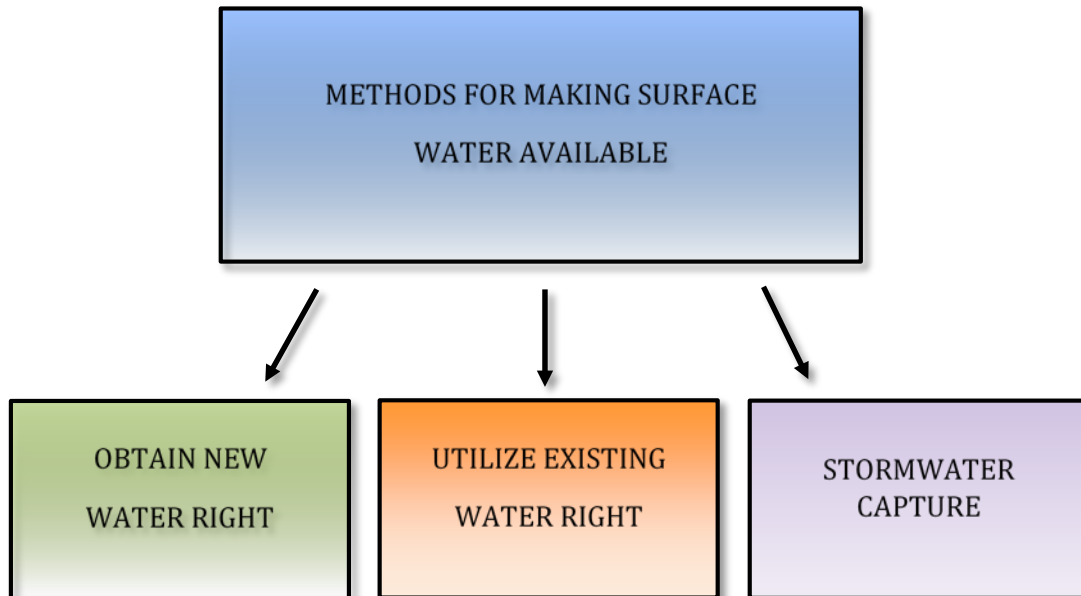 METHODS FOR MAKING SURFACE
WATER AVAILABLE
OBTAIN NEW
WATER RIGHT
UTILIZE EXISTING
WATER RIGHT
STORMWATER
CAPTURE